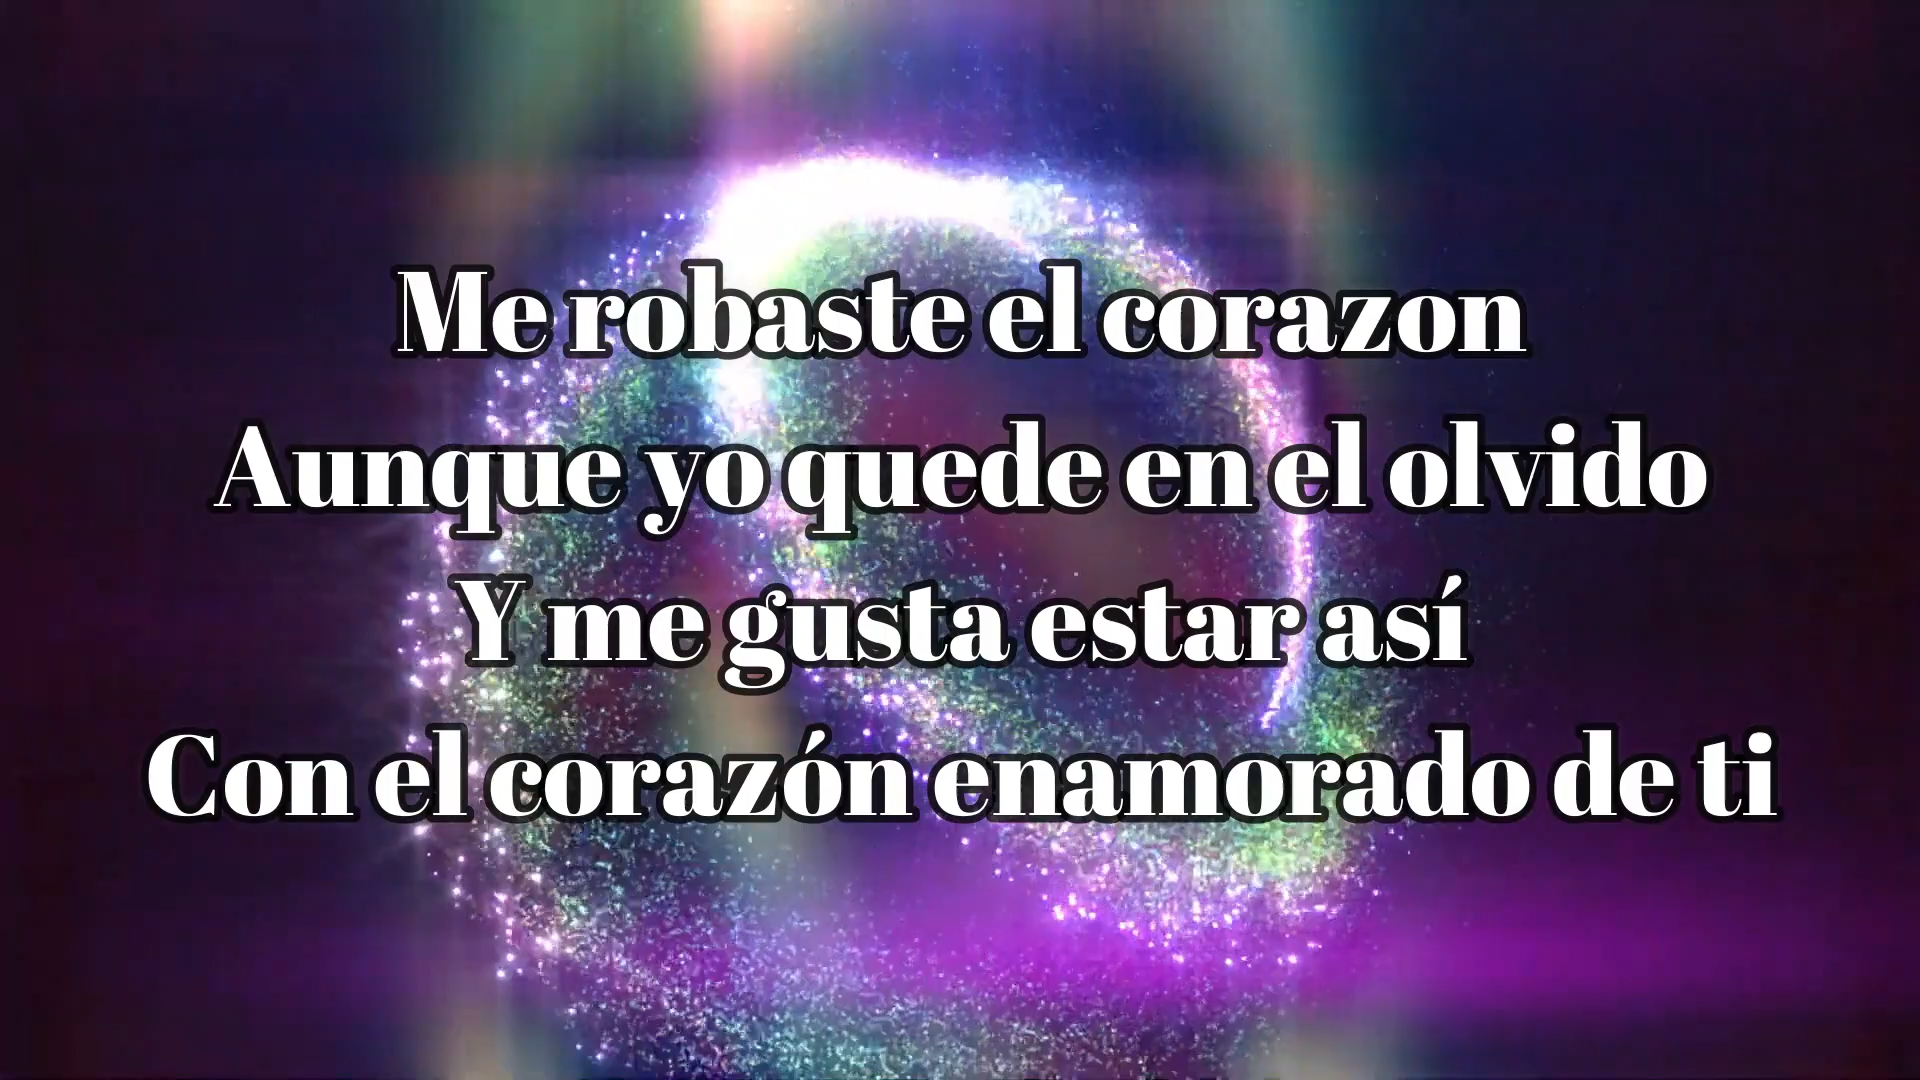 Me robaste el corazon
Aunque yo quede en el olvido
Y me gusta estar así
Con el corazón enamorado de ti